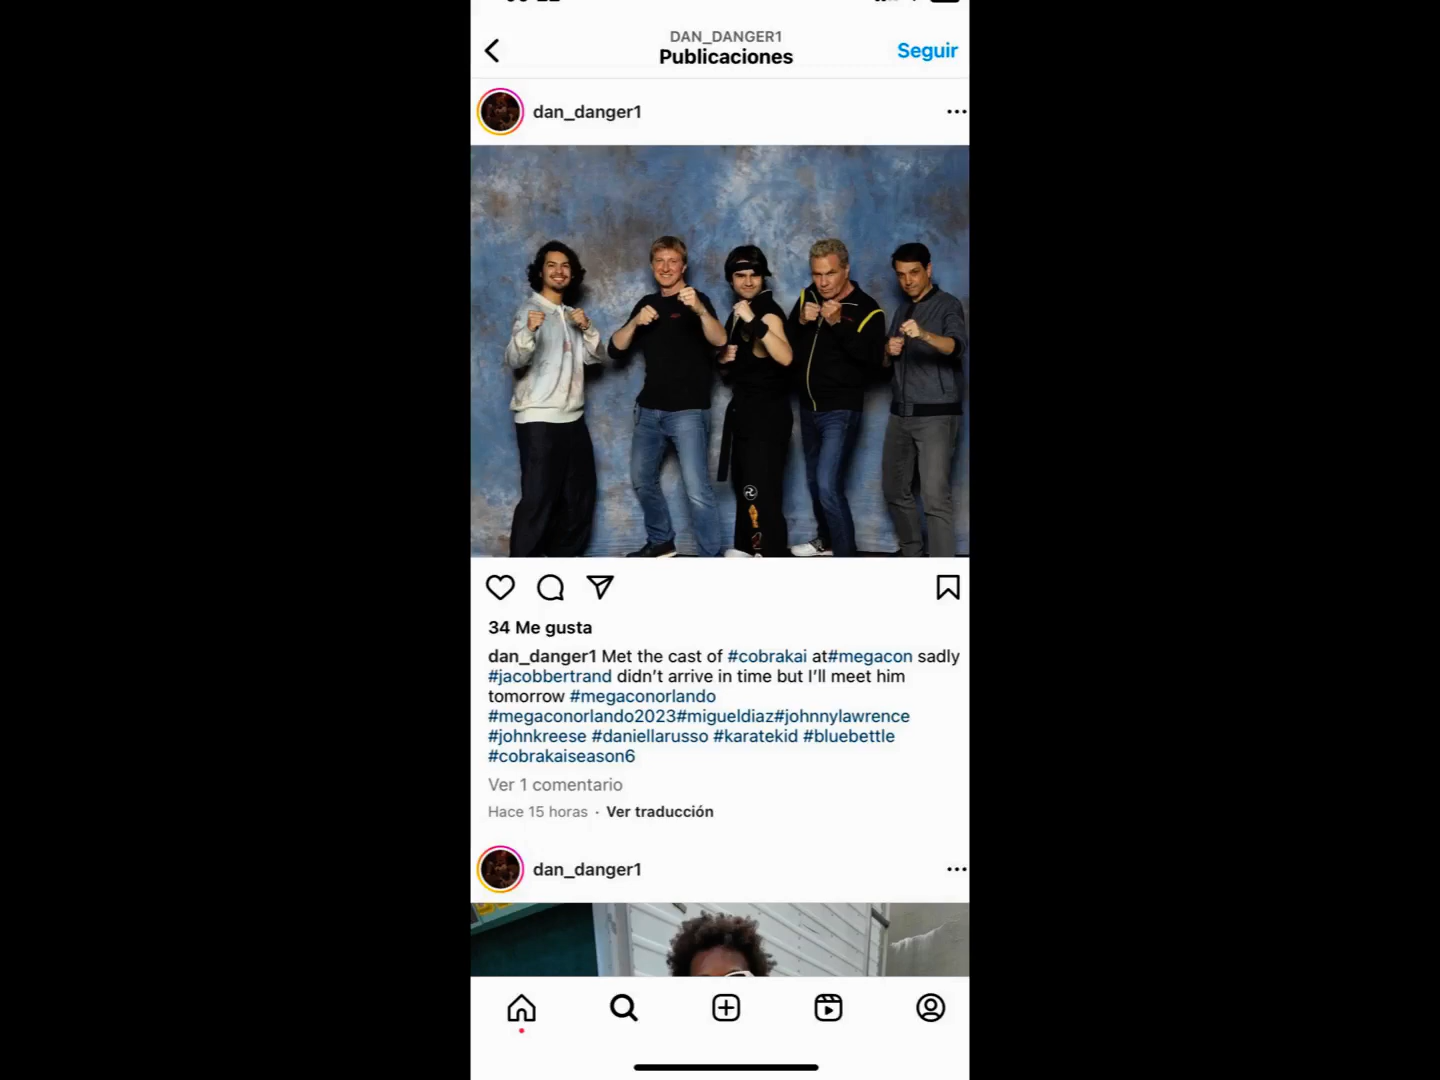 DAN_DANGER1
Publicaciones
Seguir
dan_danger1
34 Me gusta
dan_danger1 Met the cast of #cobrakai at#megacon sadly
#jacobbertrand didn’t arrive in time but I’ll meet him
tomorrow #megaconorlando
#megaconorlando2023#migueldiaz#johnnylawrence
#johnkreese #daniellarusso #karatekid #bluebettle
#cobrakaiseason6
Ver 1 comentario
Hace 15 horas · Ver traducción
dan_danger1